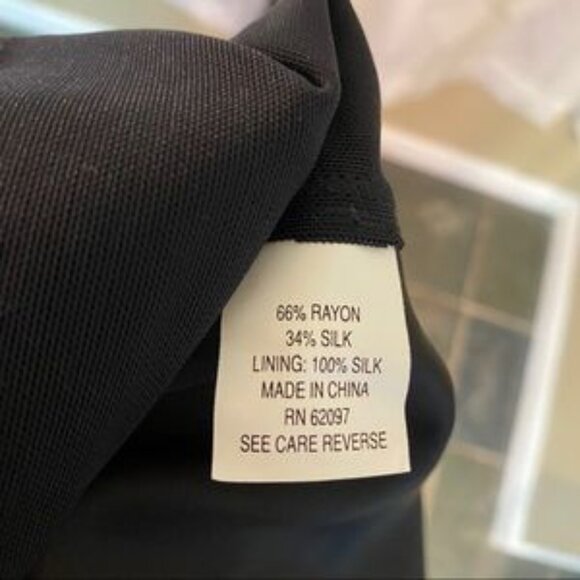 66% RAYON
34% SILK
LINING: 100% SILK
MADE IN CHINA
RN 62097
SEE CARE REVERSE